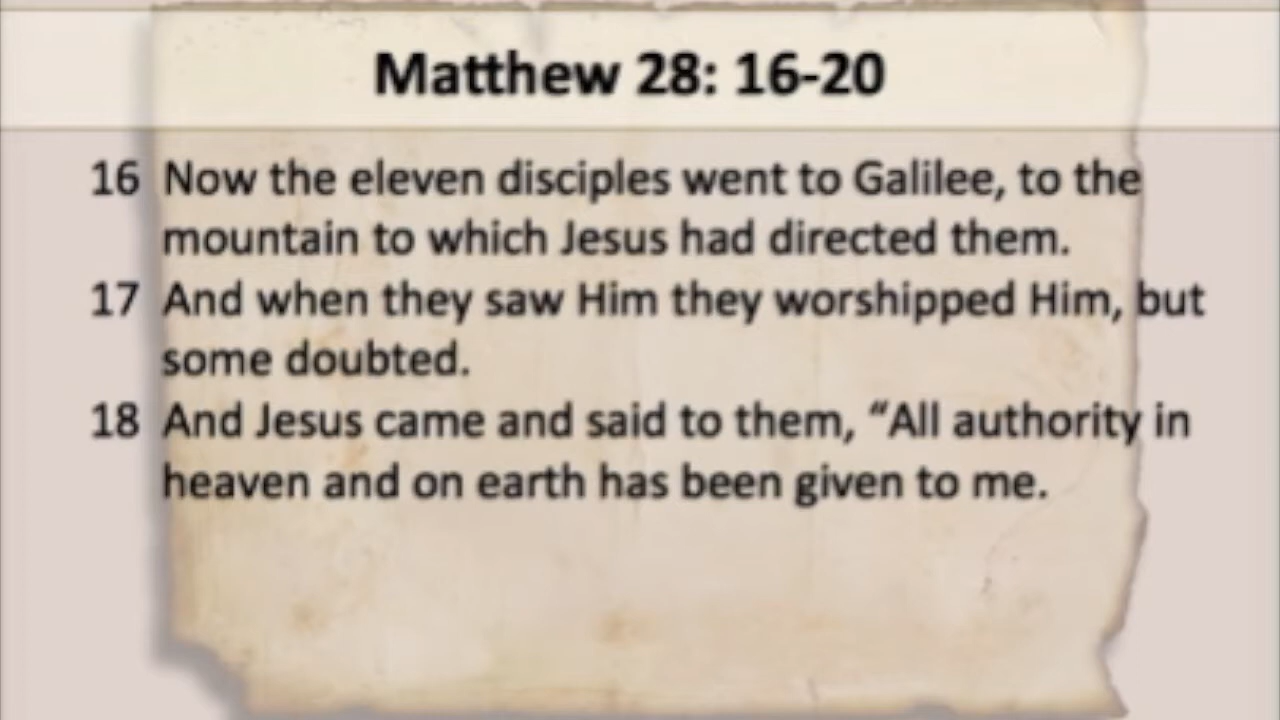 Matthew 28: 16-20
16 Now the eleven disciples went to Galilee, to the
mountain to which Jesus had directed them.
17 And when they saw Him they worshipped Him, but
some doubted.
18 And Jesus came and said to them, “All authority in
heaven and on earth has been given to me.